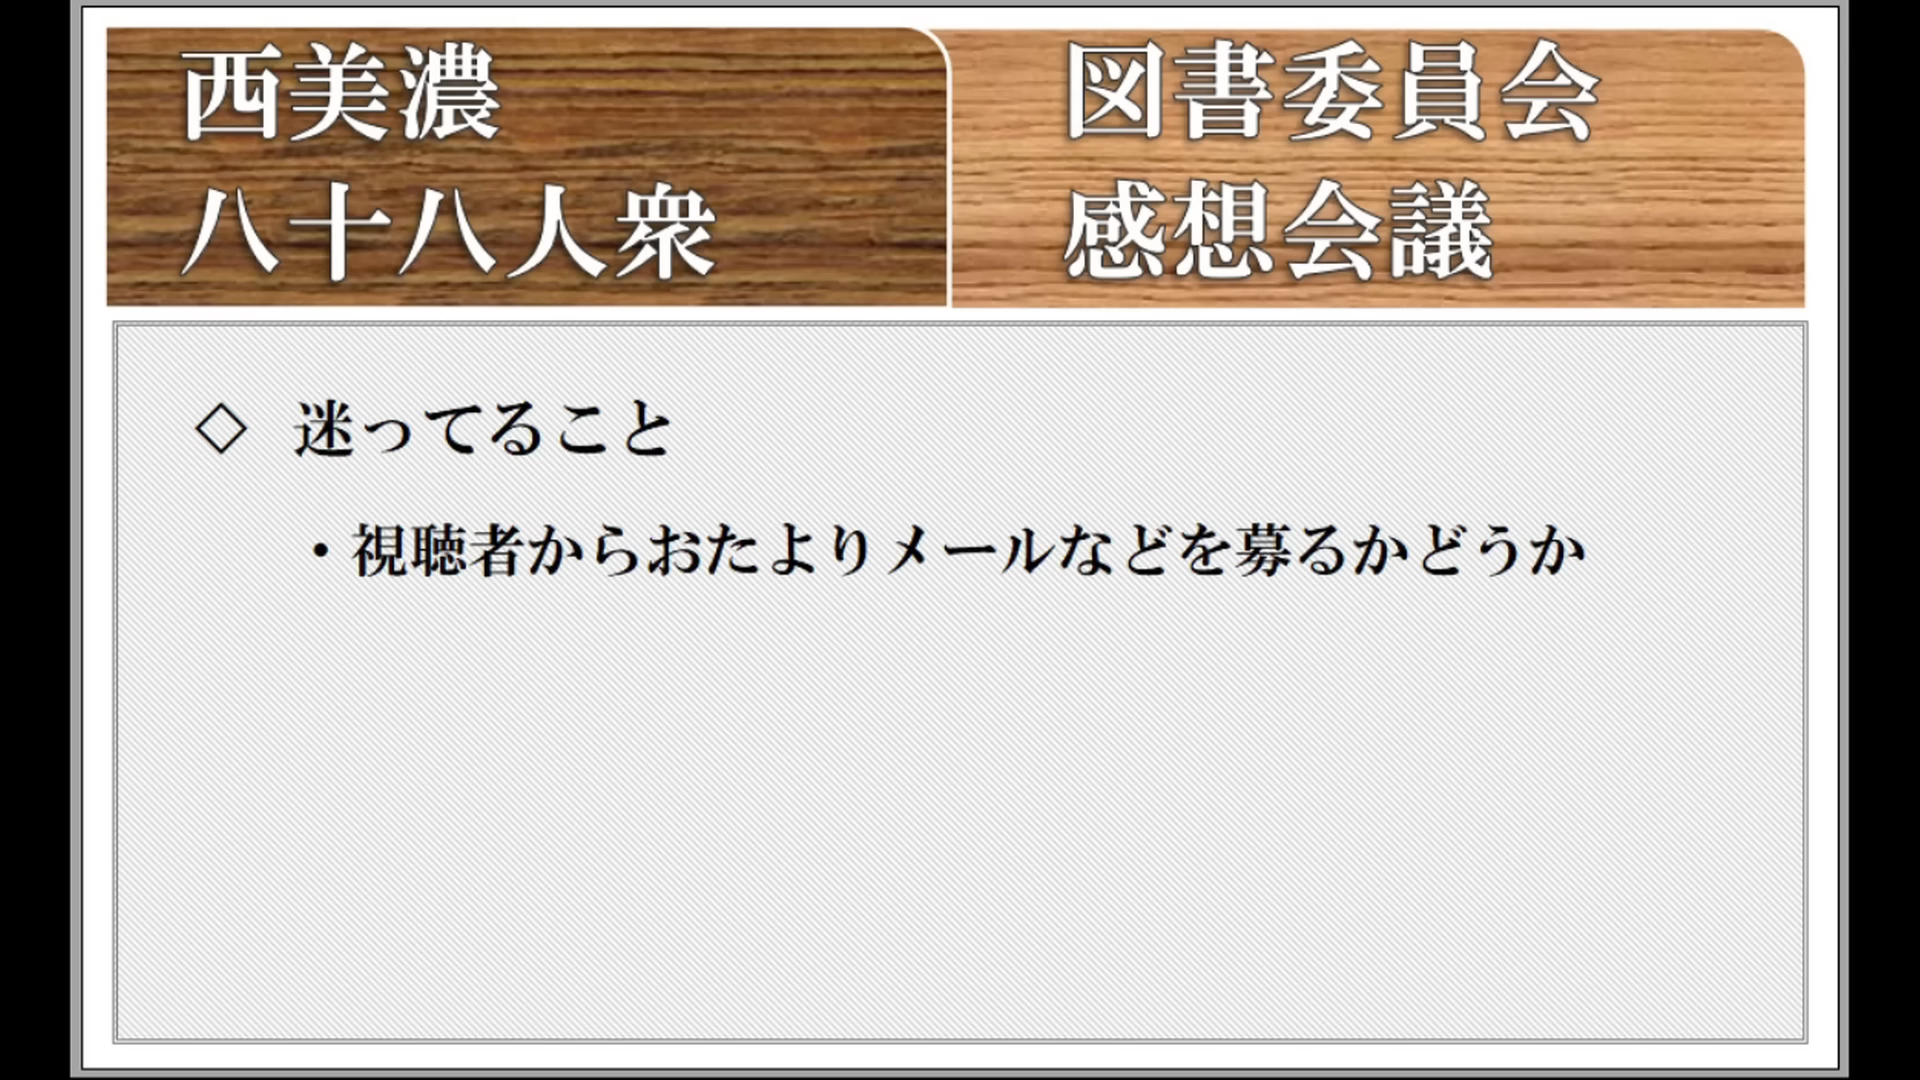 西美濃
八十八人衆
図書委員会
感想会議
◇ 迷ってること
・視聴者からおたよりメールなどを募るかどうか